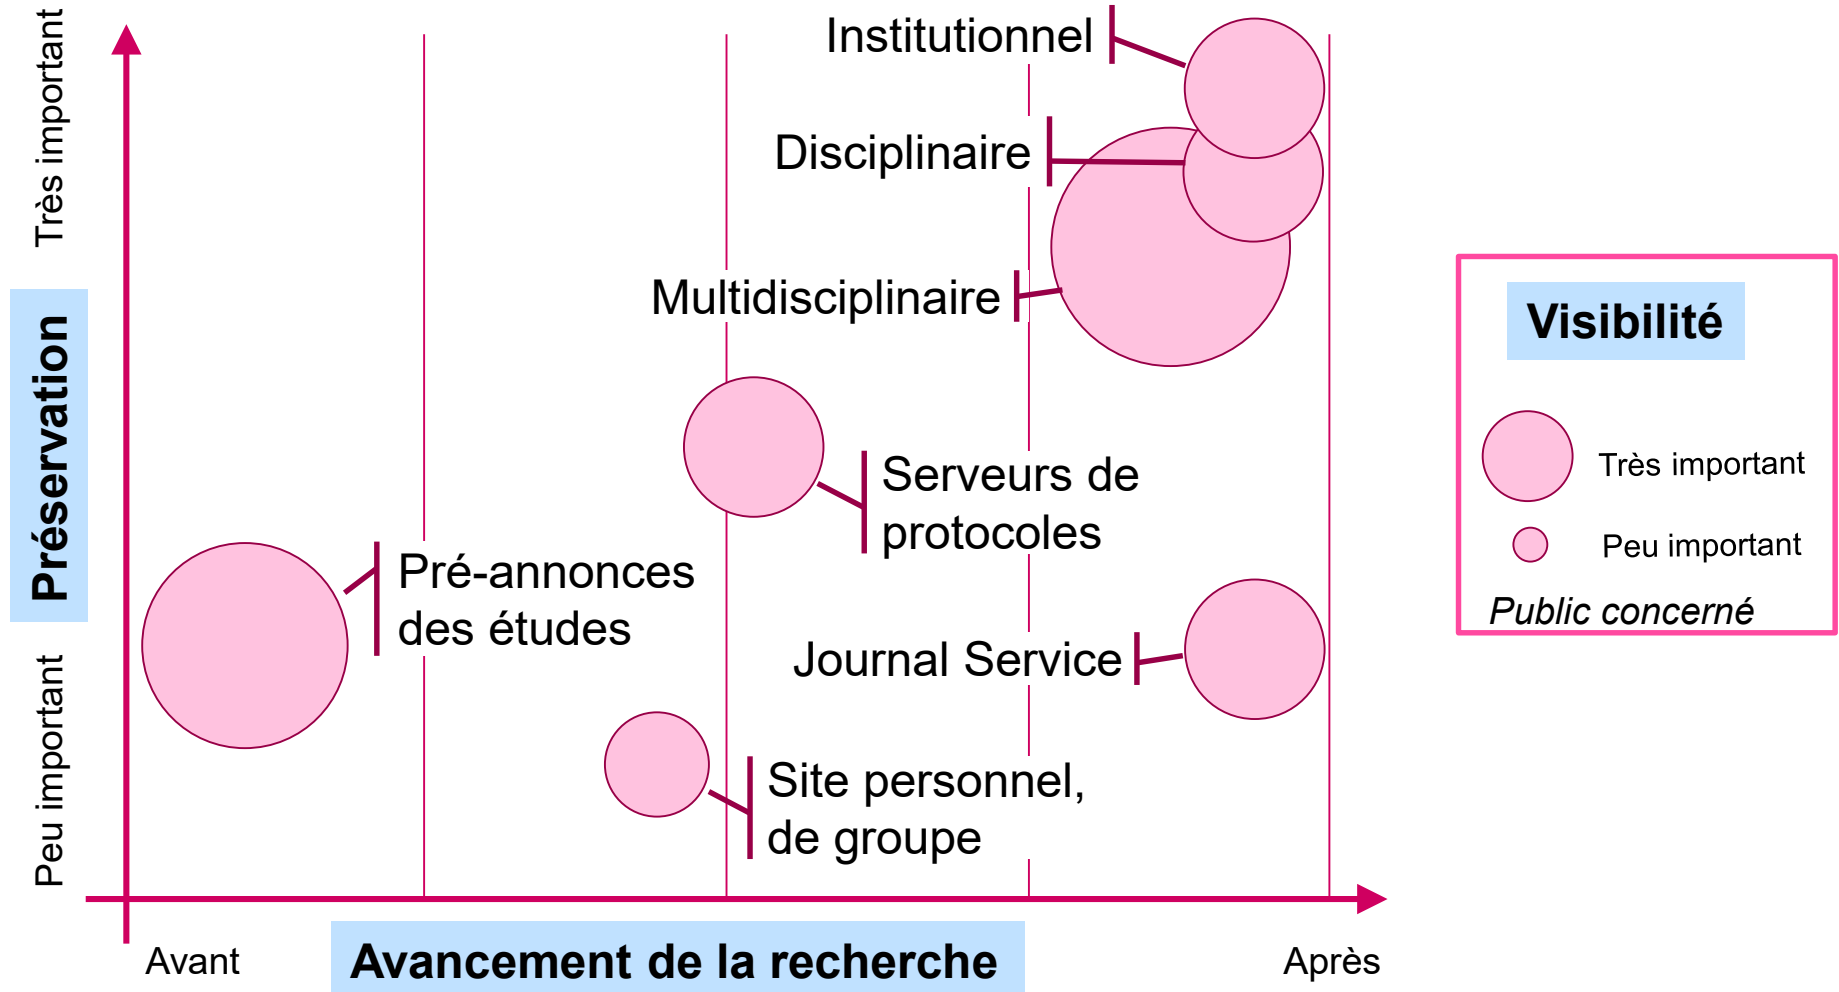 Très important
Préservation
Peu important
Institutionnel
Disciplinaire
Multidisciplinaire
Serveurs de
protocoles
Pré-annonces
des études
Journal Service
Site personnel,
de groupe
Avant
Avancement de la recherche
Après
Visibilité
Très important
Peu important
Public concerné